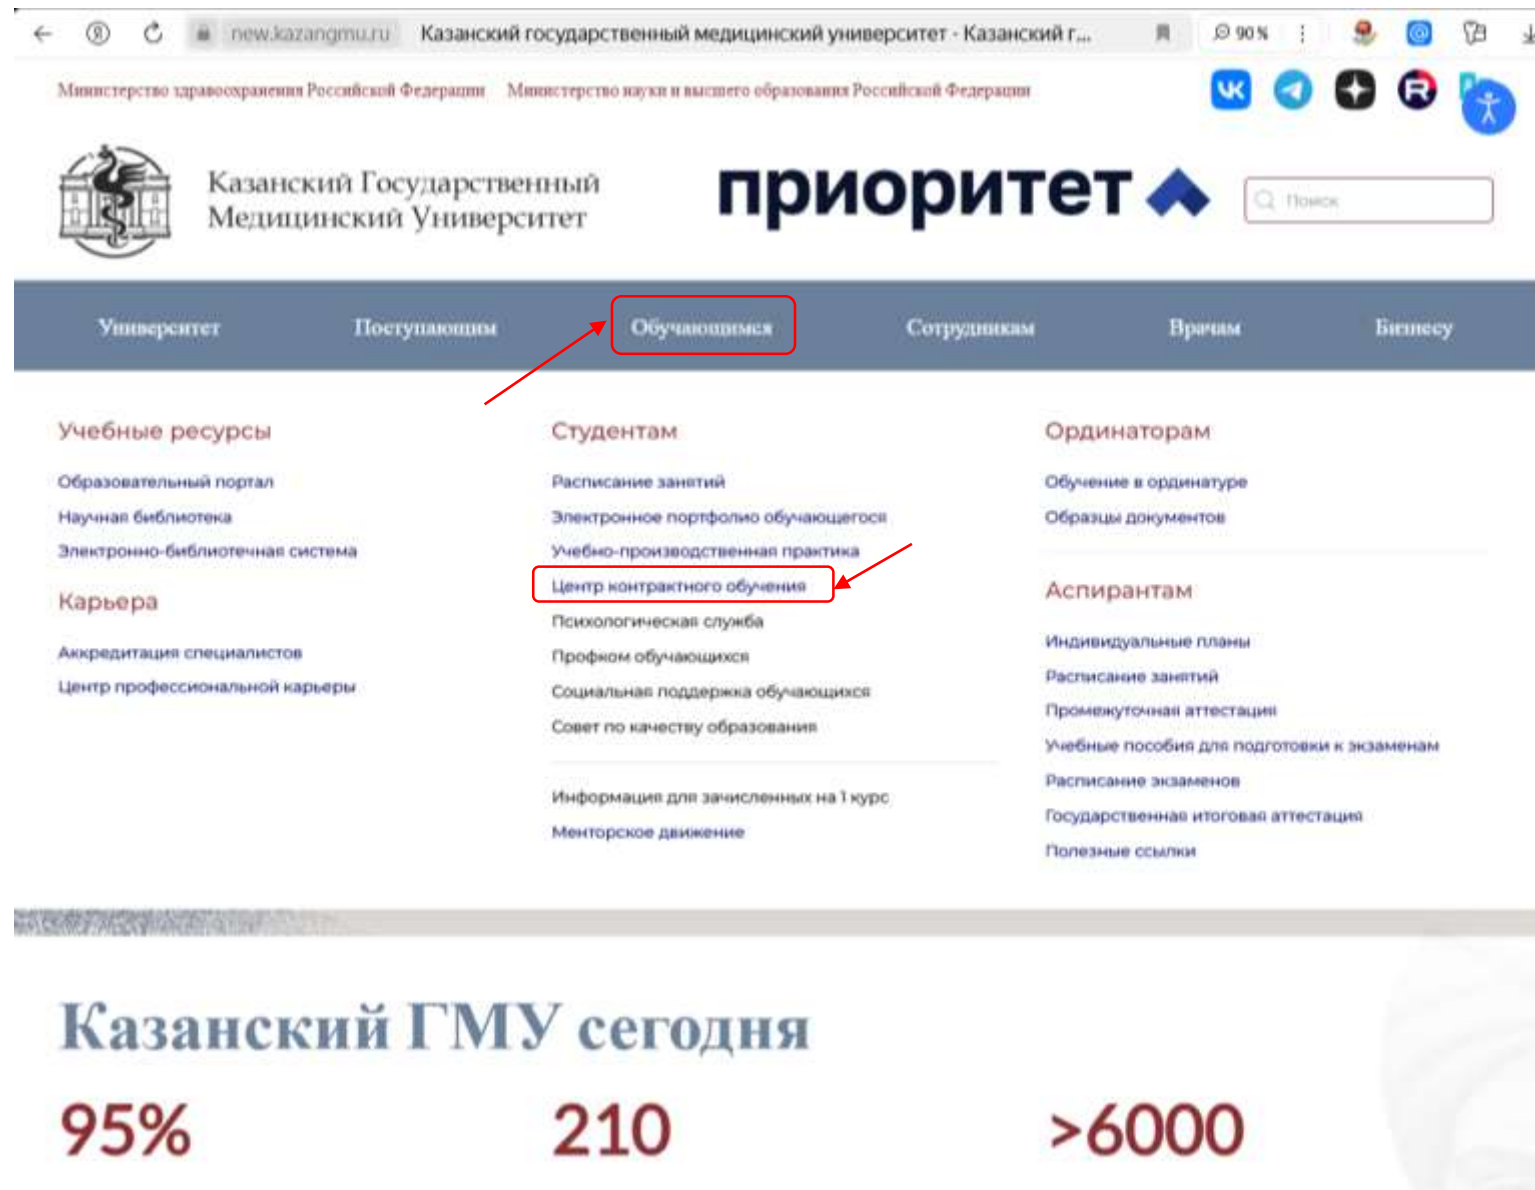 new.kazangmu.ru Казанский государственный медицинский университет - Казанский г... 90 %
Министерство здравоохранения Российской Федерации Министерство науки и высшего образования Российской Федерации
Казанский Государственный
Медицинский Университет
приоритет
Поиск
Университет Поступающим Обучающимся Сотрудникам Врачам Бизнесу
Учебные ресурсы
Образовательный портал
Научная библиотека
Электронно-библиотечная система
Карьера
Аккредитация специалистов
Центр профессиональной карьеры
Студентам
Расписание занятий
Электронное портфолио обучающегося
Учебно-производственная практика
Центр контрактного обучения
Психологическая служба
Профком обучающихся
Социальная поддержка обучающихся
Совет по качеству образования
Информация для зачисленных на 1 курс
Менторское движение
Ординаторам
Обучение в ординатуре
Образцы документов
Аспирантам
Индивидуальные планы
Расписание занятий
Промежуточная аттестация
Учебные пособия для подготовки к экзаменам
Расписание экзаменов
Государственная итоговая аттестация
Полезные ссылки
Казанский ГМУ сегодня
95% 210 >6000